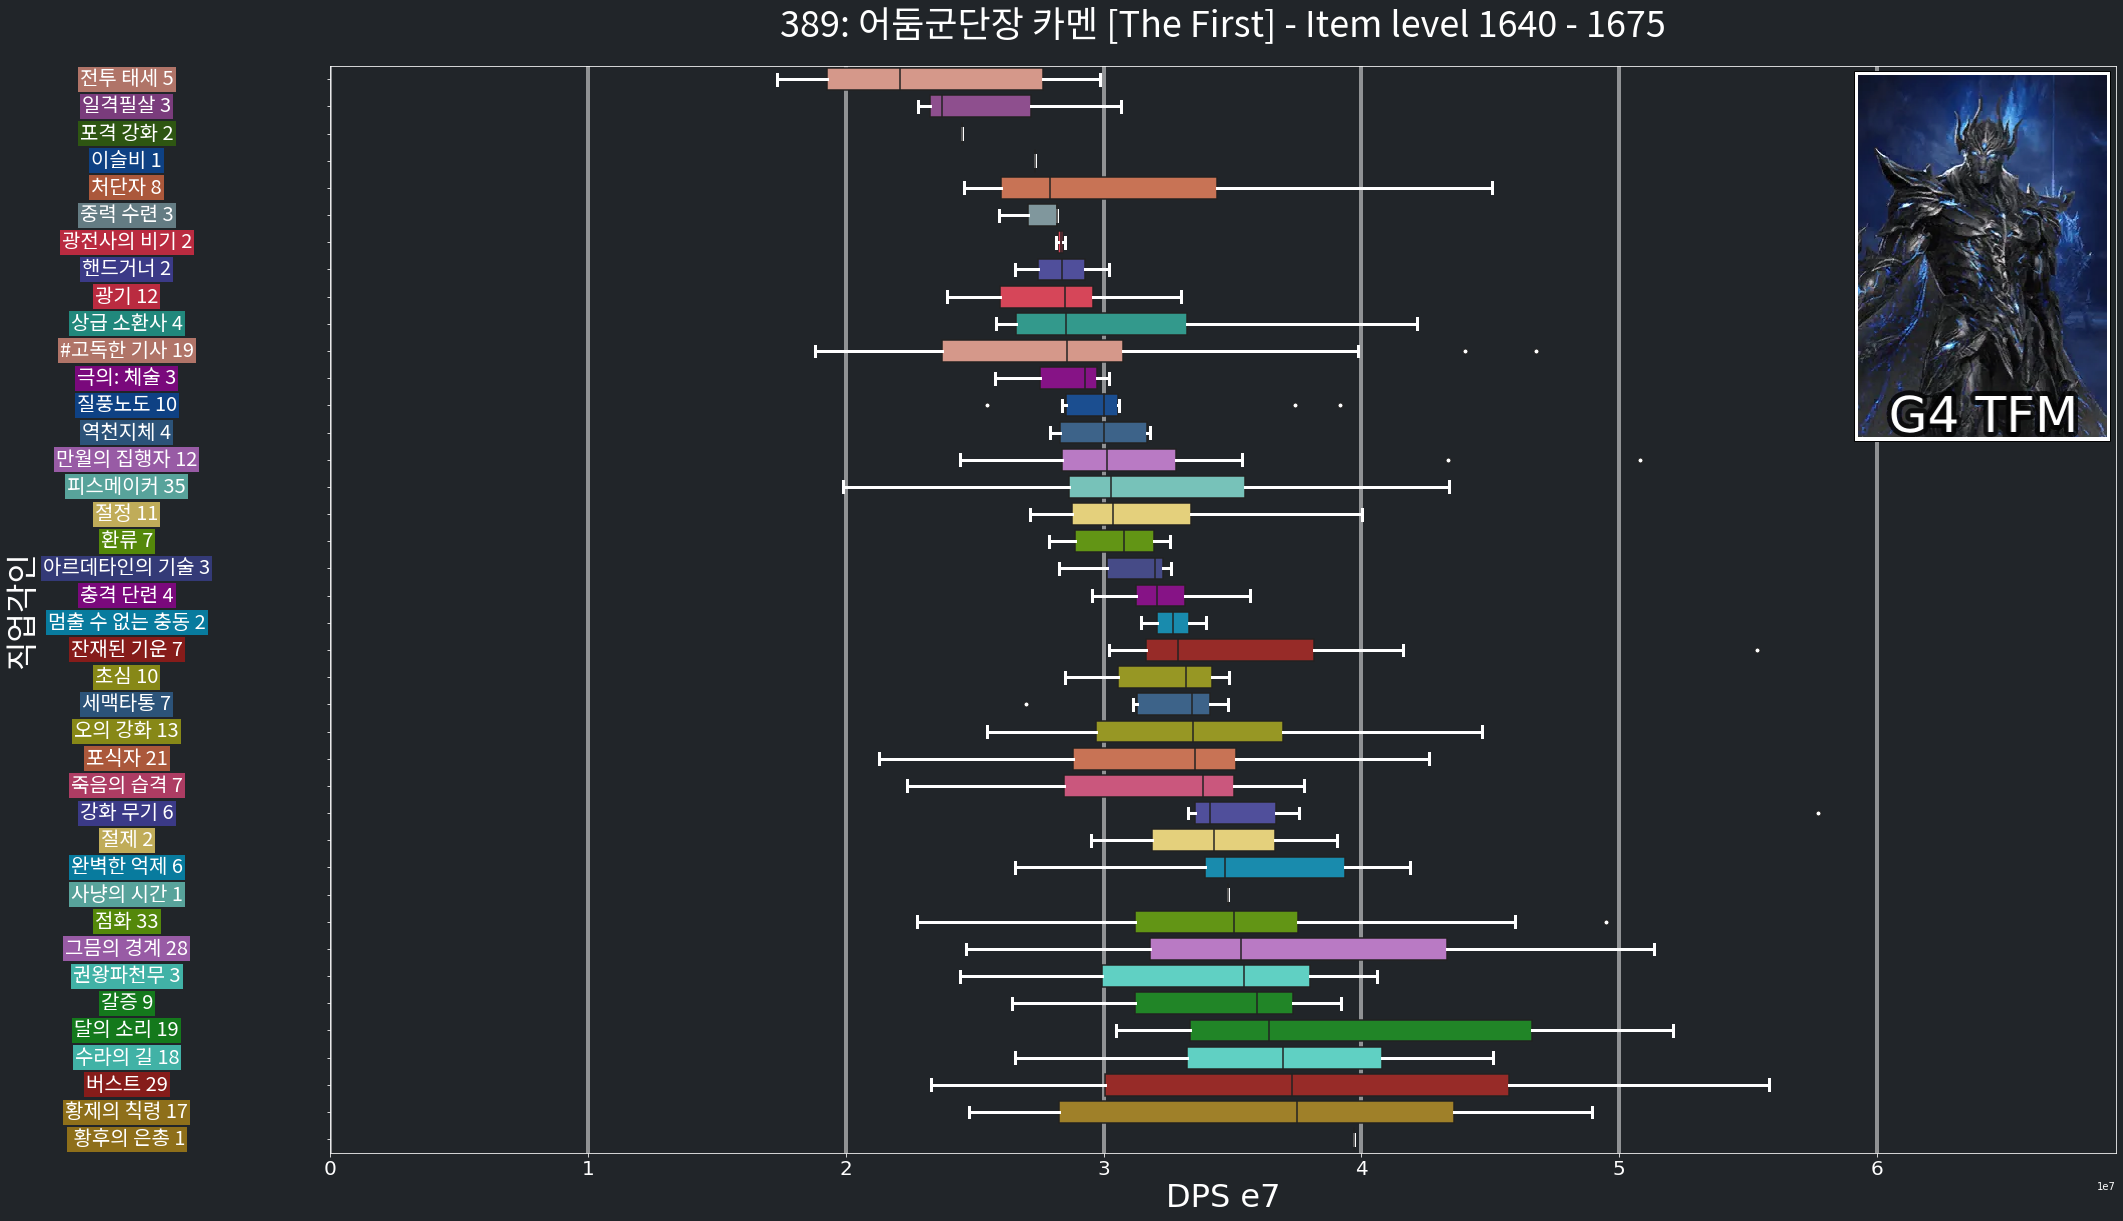 389: 어둠군단장 카멘 [The First] - Item level 1640 - 1675
전투 태세 5
일격필살 3
포격 강화 2
이슬비 1
처단자 8
중력 수련 3
광전사의 비기 2
핸드거너 2
광기 12
상급 소환사 4
#고독한 기사 19
극의: 체술 3
질풍노도 10
역천지체 4
만월의 집행자 12
피스메이커 35
절정 11
환류 7
아르데타인의 기술 3
충격 단련 4
멈출 수 없는 충동 2
잔재된 기운 7
초심 10
세맥타통 7
오의 강화 13
포식자 21
죽음의 습격 7
강화 무기 6
절제 2
완벽한 억제 6
사냥의 시간 1
점화 33
그믐의 경계 28
권왕파천무 3
갈증 9
달의 소리 19
수라의 길 18
버스트 29
황제의 칙령 17
황후의 은총 1
직업각인
G4 TFM
0 1 2 3 4 5 6
1e7
DPS e7